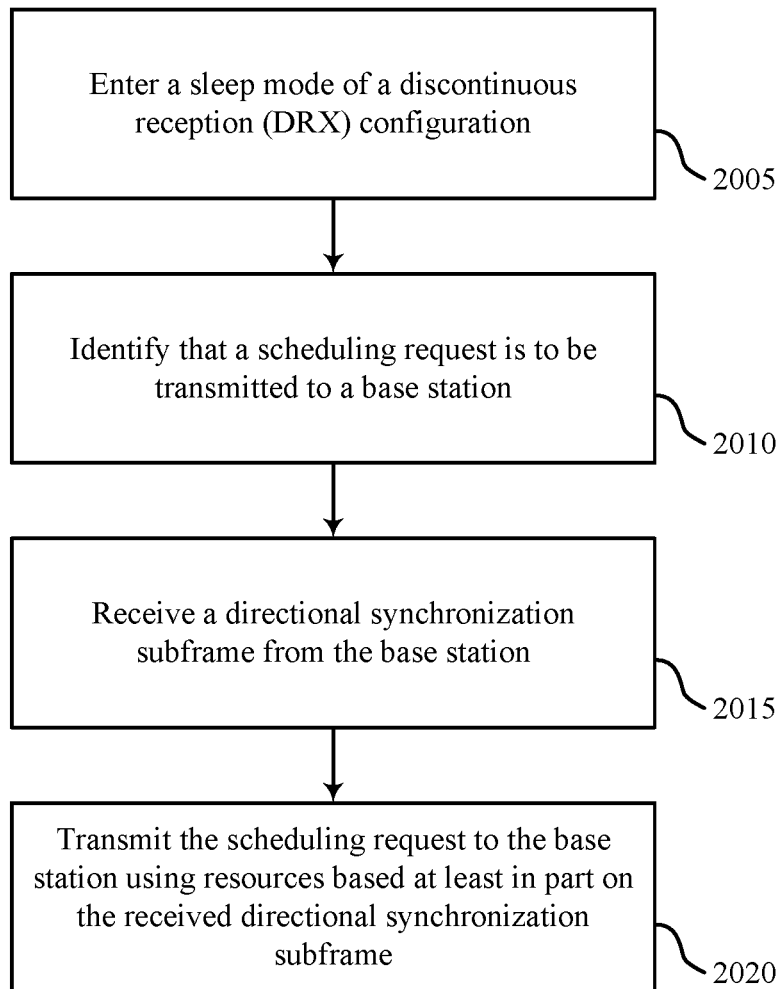 Enter a sleep mode of a discontinuous
reception (DRX) configuration
2005
Identify that a scheduling request is to be
transmitted to a base station
2010
Receive a directional synchronization
subframe from the base station
2015
Transmit the scheduling request to the base
station using resources based at least in part on
the received directional synchronization
subframe
2020